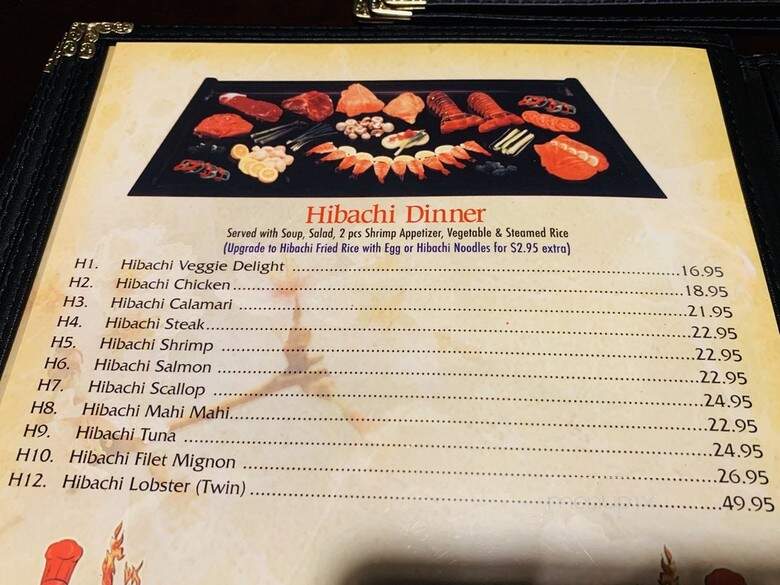 Hibachi Dinner
Served with Soup, Salad, 2 pcs Shrimp Appetizer, Vegetable & Steamed Rice
(Upgrade to Hibachi Fried Rice with Egg or Hibachi Noodles for $2.95 extra)
H1. Hibachi Veggie Delight 16.95
H2. Hibachi Chicken 18.95
H3. Hibachi Calamari 21.95
H4. Hibachi Steak 22.95
H5. Hibachi Shrimp 22.95
H6. Hibachi Salmon 22.95
H7. Hibachi Scallop 24.95
H8. Hibachi Mahi Mahi 22.95
H9. Hibachi Tuna 24.95
H10. Hibachi Filet Mignon 26.95
H12. Hibachi Lobster (Twin) 49.95